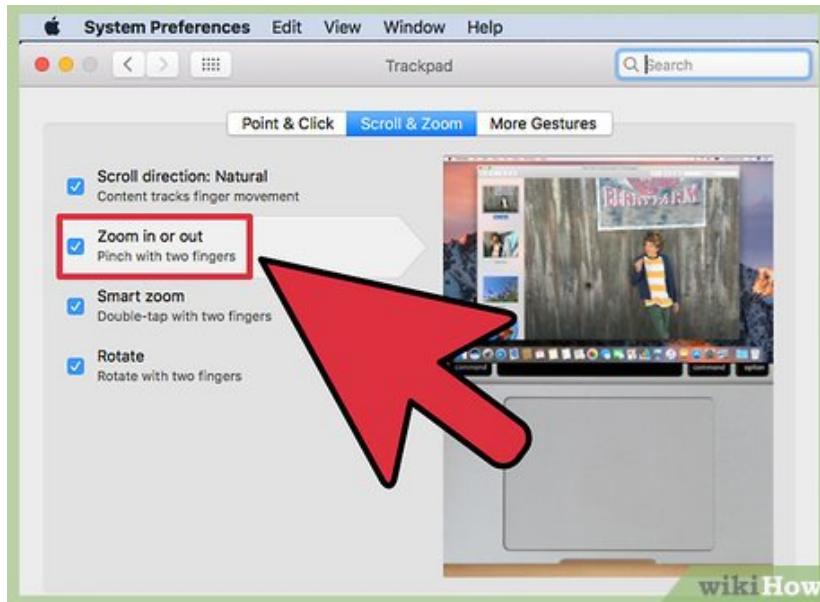 System Preferences Edit View Window Help
Trackpad
Search
Point & Click Scroll & Zoom More Gestures
Scroll direction: Natural
Content tracks finger movement
Zoom in or out
Pinch with two fingers
Smart zoom
Double-tap with two fingers
Rotate
Rotate with two fingers
command command option
wikiHow